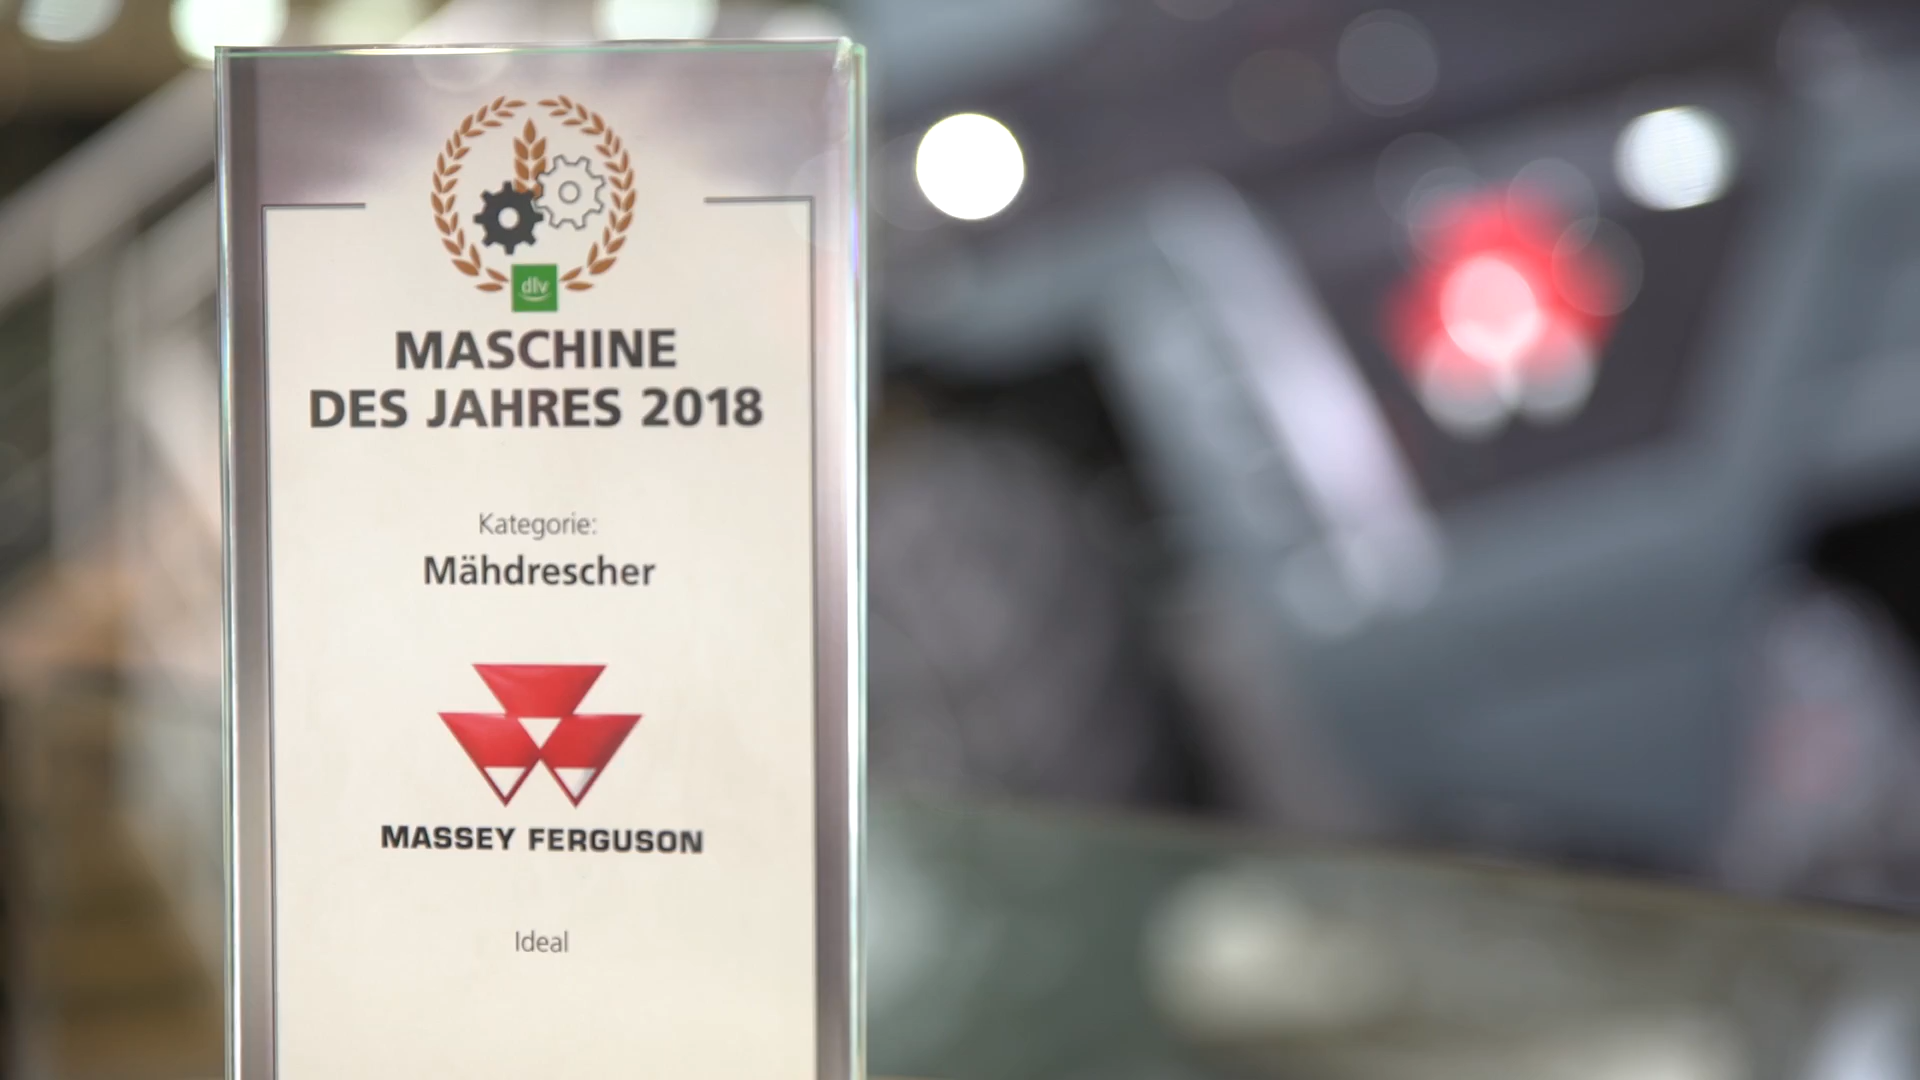 dlv
MASCHINE
DES JAHRES 2018
Kategorie:
Mähdrescher
MASSEY FERGUSON
Ideal